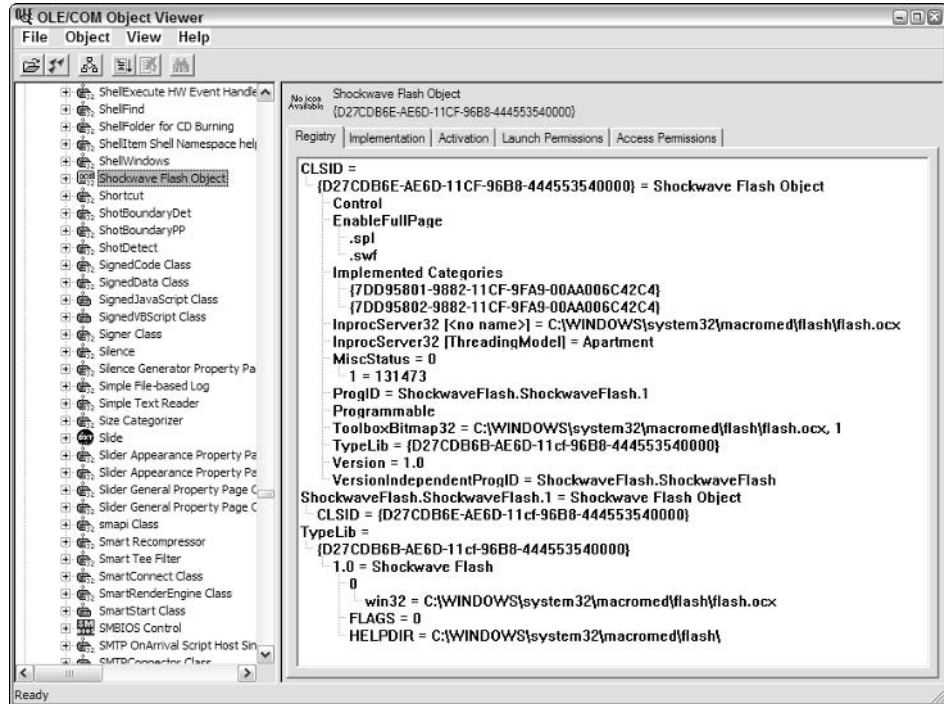 OLE/COM Object Viewer
File Object View Help
ShellExecute HW Event Handle
ShellFind
ShellFolder for CD Burning
ShellItem Shell Namespace hel
ShellWindows
Shockwave Flash Object
Shortcut
ShotBoundaryDet
ShotBoundaryPP
ShotDetect
SignedCode Class
SignedData Class
SignedJavaScript Class
SignedVBScript Class
Signer Class
Silence
Silence Generator Property Pa
Simple File-based Log
Simple Text Reader
Size Categorizer
Slide
Slider Appearance Property Pa
Slider Appearance Property Pa
Slider General Property Page C
Slider General Property Page C
smapi Class
Smart Recompressor
Smart Tee Filter
SmartConnect Class
SmartRenderEngine Class
SmartStart Class
SMBIOS Control
SMTP OnArrival Script Host Sin
SMTPConnector Class
No icon Available
Shockwave Flash Object
{D27CDB6E-AE6D-11CF-96B8-444553540000}
Registry Implementation Activation Launch Permissions Access Permissions
CLSID =
{D27CDB6E-AE6D-11CF-96B8-444553540000} = Shockwave Flash Object
Control
EnableFullPage
.spl
.swf
Implemented Categories
{7DD95801-9882-11CF-9FA9-00AA006C42C4}
{7DD95802-9882-11CF-9FA9-00AA006C42C4}
InprocServer32 [<no name>] = C:\WINDOWS\system32\macromed\flash\flash.ocx
InprocServer32 [ThreadingModel] = Apartment
MiscStatus = 0
1 = 131473
ProgID = ShockwaveFlash.ShockwaveFlash.1
Programmable
ToolboxBitmap32 = C:\WINDOWS\system32\macromed\flash\flash.ocx, 1
TypeLib = {D27CDB6B-AE6D-11cf-96B8-444553540000}
Version = 1.0
VersionIndependentProgID = ShockwaveFlash.ShockwaveFlash
ShockwaveFlash.ShockwaveFlash.1 = Shockwave Flash Object
CLSID = {D27CDB6E-AE6D-11CF-96B8-444553540000}
TypeLib =
{D27CDB6B-AE6D-11cf-96B8-444553540000}
1.0 = Shockwave Flash
0
win32 = C:\WINDOWS\system32\macromed\flash\flash.ocx
FLAGS = 0
HELPDIR = C:\WINDOWS\system32\macromed\flash\
Ready